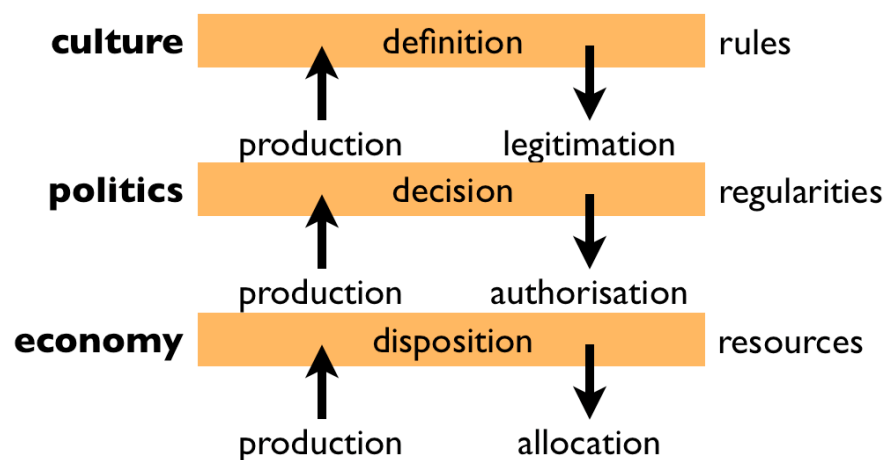 culture definition rules
production legitimation
politics decision regularities
production authorisation
economy disposition resources
production allocation